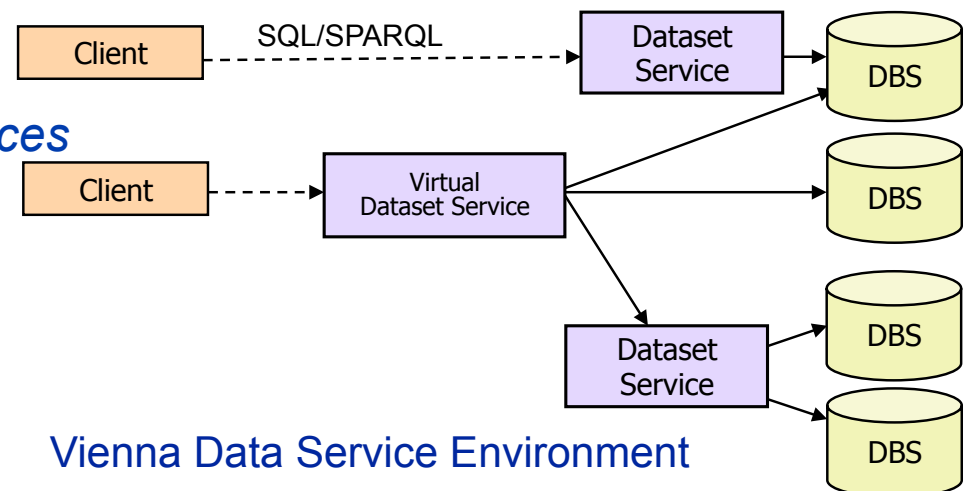 SQL/SPARQL
Client
Dataset
Service
DBS
ces
Client
Virtual
Dataset Service
DBS
Dataset
Service
DBS
Vienna Data Service Environment
DBS